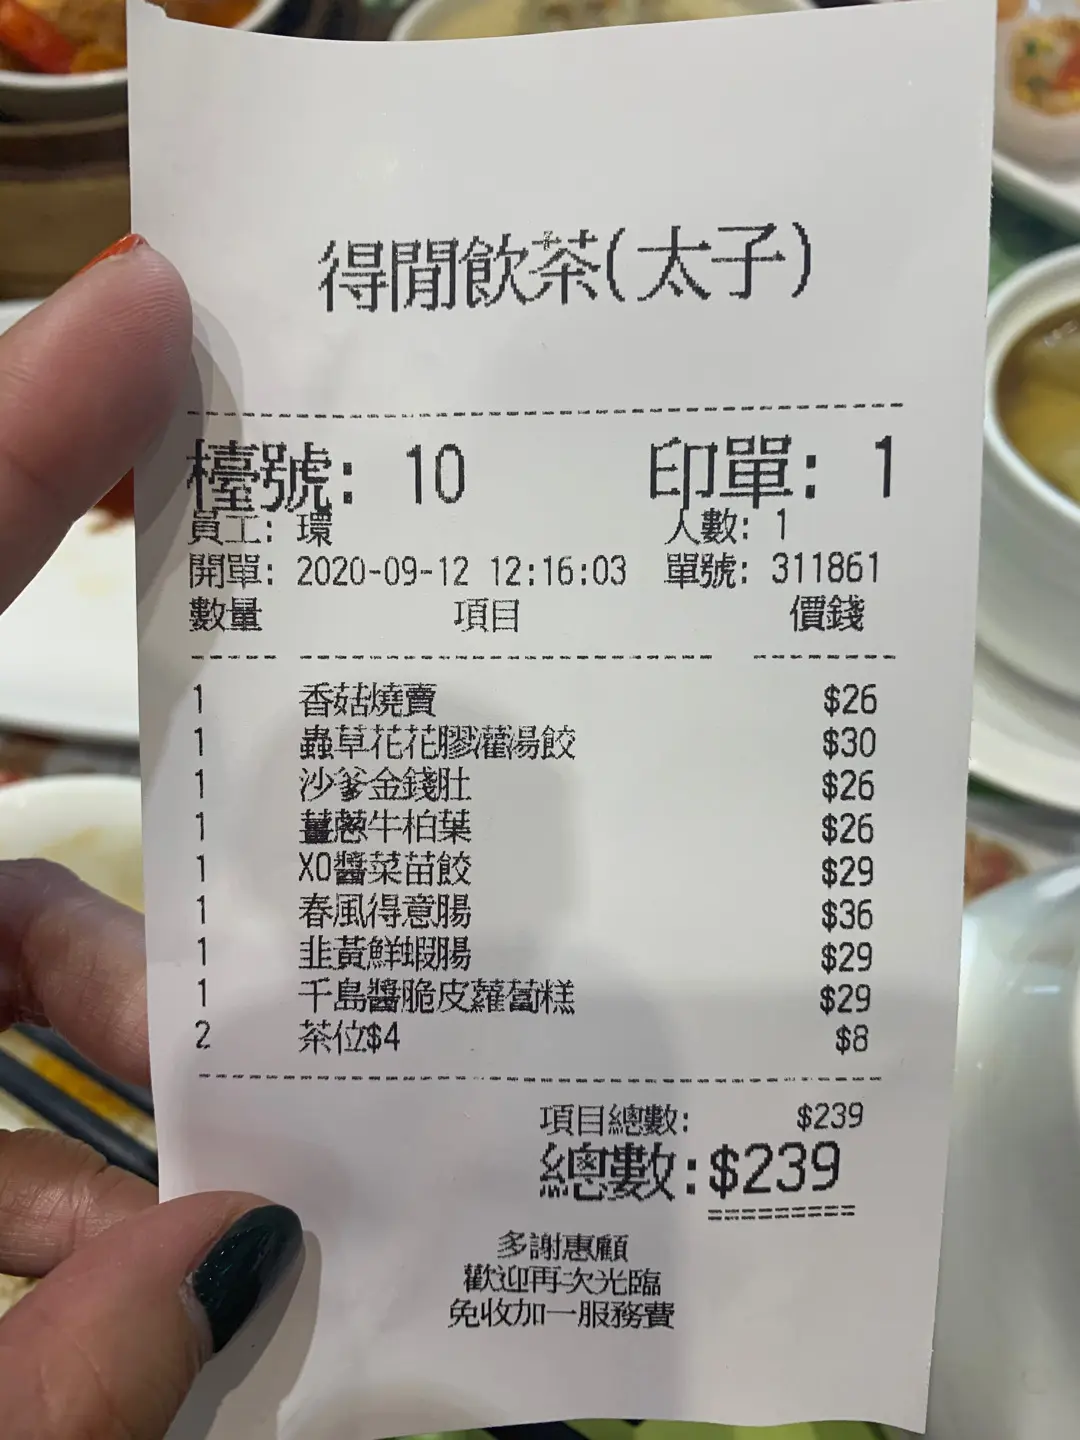 得閒飲茶(太子)
檯號: 10 印單: 1
員工: 環 人數: 1
開單: 2020-09-12 12:16:03 單號: 311861
數量 項目 價錢
1 香菇燒賣 $26
1 蟲草花花膠灌湯餃 $30
1 沙爹金錢肚 $26
1 薑蔥牛柏葉 $26
1 XO醬菜苗餃 $29
1 春風得意腸 $36
1 韭黃鮮蝦腸 $29
1 千島醬脆皮蘿蔔糕 $29
2 茶位$4 $8
項目總數: $239
總數:$239
多謝惠顧
歡迎再次光臨
免收加一服務費